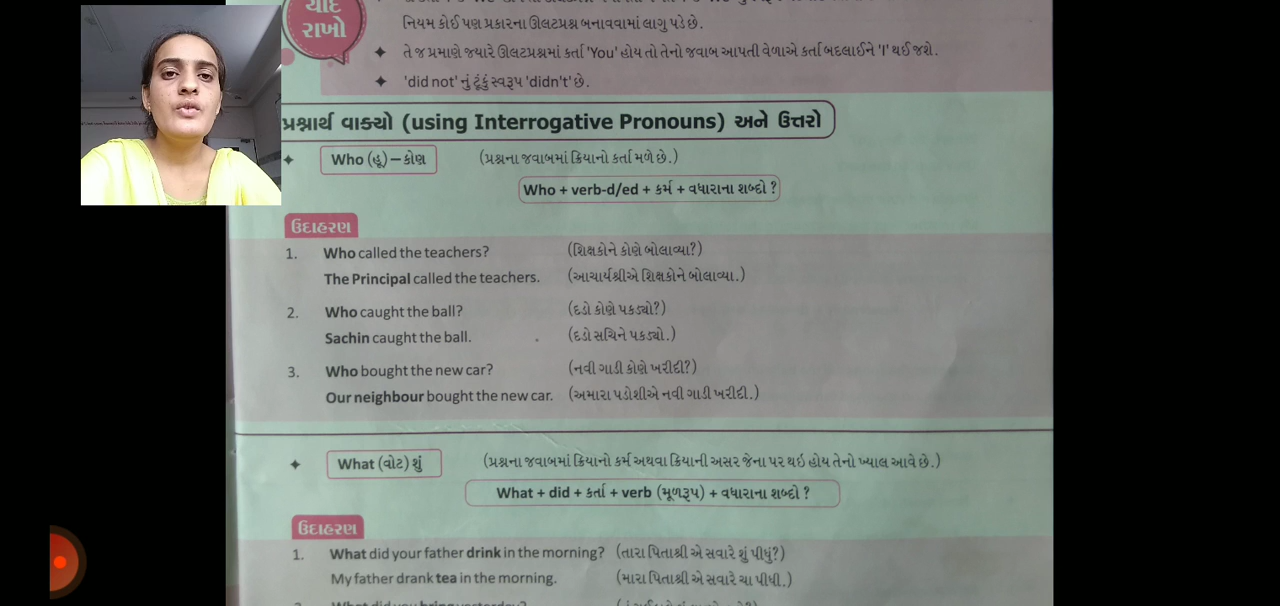 યાદ
રાખો
નિયમ કોઈ પણ પ્રકારના ઊલટપ્રશ્ન બનાવવામાં લાગુ પડે છે.
✦ તે જ પ્રમાણે જ્યારે ઊલટપ્રશ્નમાં કર્તા 'You' હોય તો તેનો જવાબ આપતી વેળાએ કર્તા બદલાઈને 'I' થઈ જશે.
✦ 'did not' નું ટૂંકું સ્વરૂપ 'didn't' છે.
પ્રશ્નાર્થ વાક્યો (using Interrogative Pronouns) અને ઉત્તરો
✦ Who (હૂ) – કોણ (પ્રશ્નના જવાબમાં ક્રિયાનો કર્તા મળે છે.)
Who + verb-d/ed + કર્મ + વધારાના શબ્દો ?
ઉદાહરણ
1. Who called the teachers? (શિક્ષકોને કોણે બોલાવ્યા?)
The Principal called the teachers. (આચાર્યશ્રીએ શિક્ષકોને બોલાવ્યા.)
2. Who caught the ball? (દડો કોણે પકડ્યો?)
Sachin caught the ball. (દડો સચિને પકડ્યો.)
3. Who bought the new car? (નવી ગાડી કોણે ખરીદી?)
Our neighbour bought the new car. (અમારા પડોશીએ નવી ગાડી ખરીદી.)
✦ What (વોટ) શું (પ્રશ્નના જવાબમાં ક્રિયાનો કર્મ અથવા ક્રિયાની અસર જેના પર થઈ હોય તેનો ખ્યાલ આવે છે.)
What + did + કર્તા + verb (મૂળરૂપ) + વધારાના શબ્દો ?
ઉદાહરણ
1. What did your father drink in the morning? (તારા પિતાશ્રી એ સવારે શું પીધું?)
My father drank tea in the morning. (મારા પિતાશ્રી એ સવારે ચા પીધી.)
What did you bring yesterday?